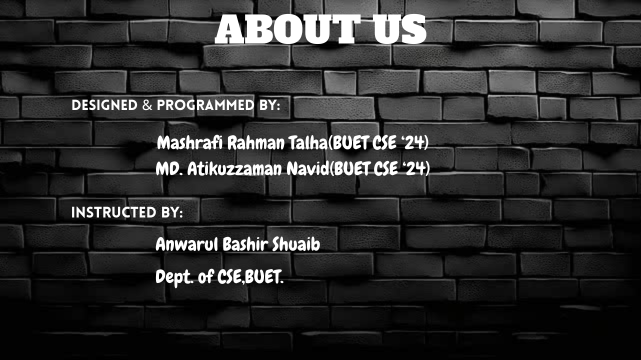 ABOUT US
DESIGNED & PROGRAMMED BY:
Mashrafi Rahman Talha(BUET CSE ‘24)
MD. Atikuzzaman Navid(BUET CSE ‘24)
INSTRUCTED BY:
Anwarul Bashir Shuaib
Dept. of CSE,BUET.